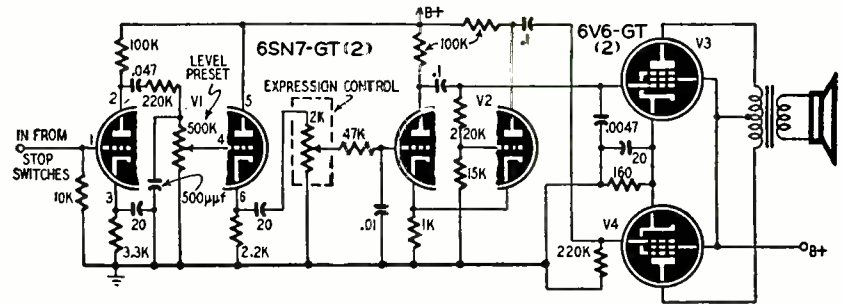 B+
6SN7-GT (2)
6V6-GT
(2)
100K
.047
220K
LEVEL
PRESET
V1
2
5
EXPRESSION CONTROL
100K
.1
.1
V2
V3
IN FROM
STOP
SWITCHES
1
10K
500K
4
2K
47K
220K
15K
.0047
20
160
3
20
500µµf
6
20
.01
1K
V4
3.3K
2.2K
220K
B+